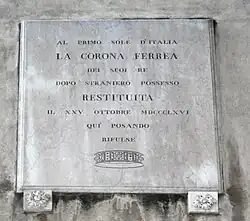 AL PRIMO SOLE D'ITALIA
LA CORONA FERREA
DEI SUOI RE
DOPO STRANIERO POSSESSO
RESTITUITA
IL XXV OTTOBRE MDCCCLXVI
QUI POSANDO
RIFULSE